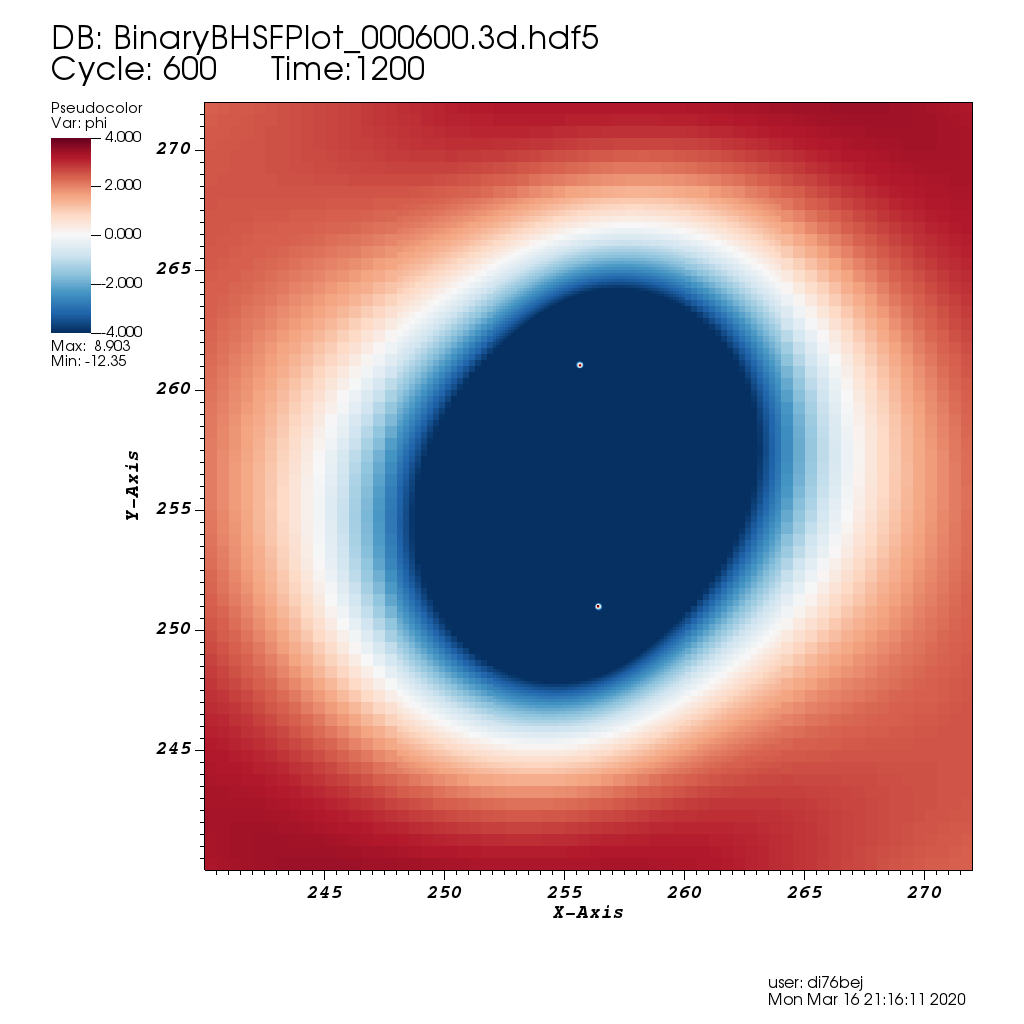 DB: BinaryBHSFPlot_000600.3d.hdf5
Cycle: 600 Time:1200
Pseudocolor
Var: phi
4.000
2.000
0.000
-2.000
-4.000
Max: 8.903
Min: -12.35
270
265
260
255
250
245
Y-Axis
245 250 255 260 265 270
X-Axis
user: di76bej
Mon Mar 16 21:16:11 2020